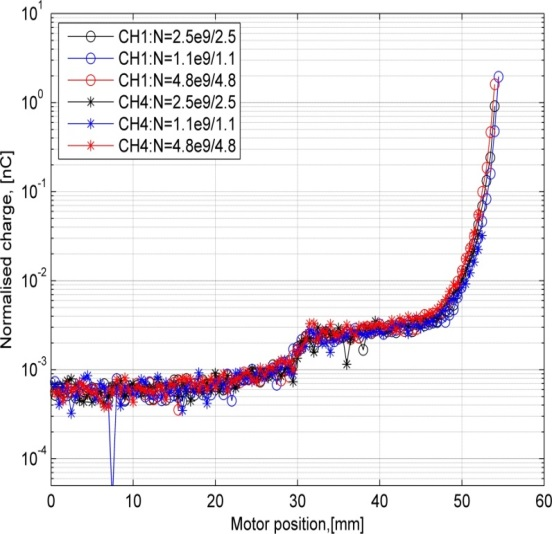 CH1:N=2.5e9/2.5
CH1:N=1.1e9/1.1
CH1:N=4.8e9/4.8
CH4:N=2.5e9/2.5
CH4:N=1.1e9/1.1
CH4:N=4.8e9/4.8
Normalised charge, [nC]
10^1
10^0
10^-1
10^-2
10^-3
10^-4
0 10 20 30 40 50 60
Motor position,[mm]